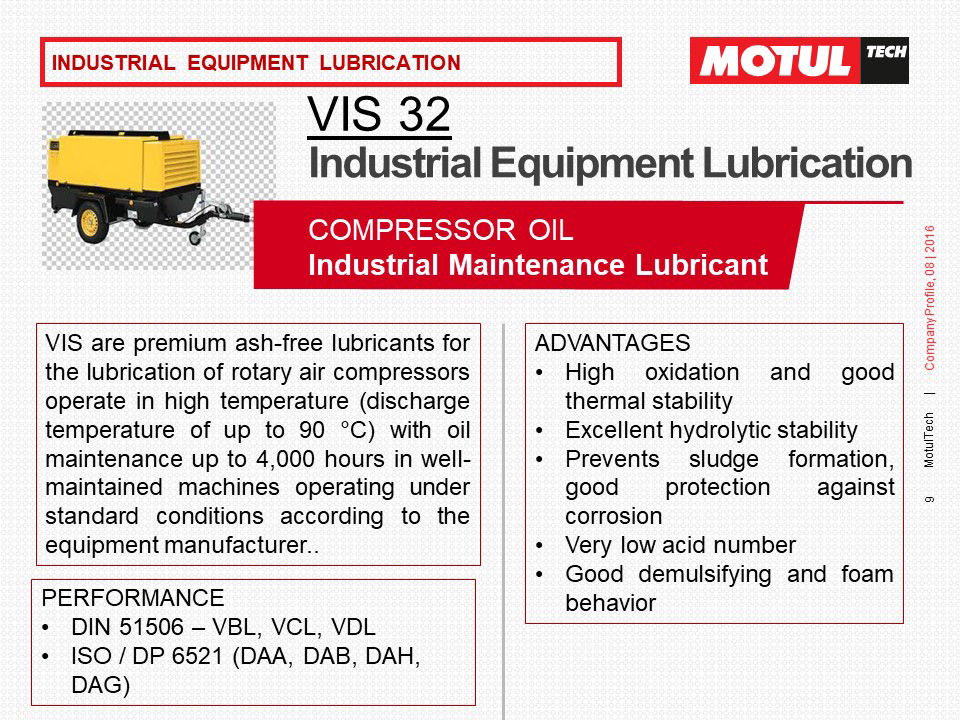 INDUSTRIAL EQUIPMENT LUBRICATION
MOTUL TECH
VIS 32
Industrial Equipment Lubrication
COMPRESSOR OIL
Industrial Maintenance Lubricant
VIS are premium ash-free lubricants for
the lubrication of rotary air compressors
operate in high temperature (discharge
temperature of up to 90 °C) with oil
maintenance up to 4,000 hours in well-
maintained machines operating under
standard conditions according to the
equipment manufacturer..
PERFORMANCE
• DIN 51506 – VBL, VCL, VDL
• ISO / DP 6521 (DAA, DAB, DAH,
DAG)
ADVANTAGES
• High oxidation and good
thermal stability
• Excellent hydrolytic stability
• Prevents sludge formation,
good protection against
corrosion
• Very low acid number
• Good demulsifying and foam
behavior
9 MotulTech | Company Profile, 08 | 2016